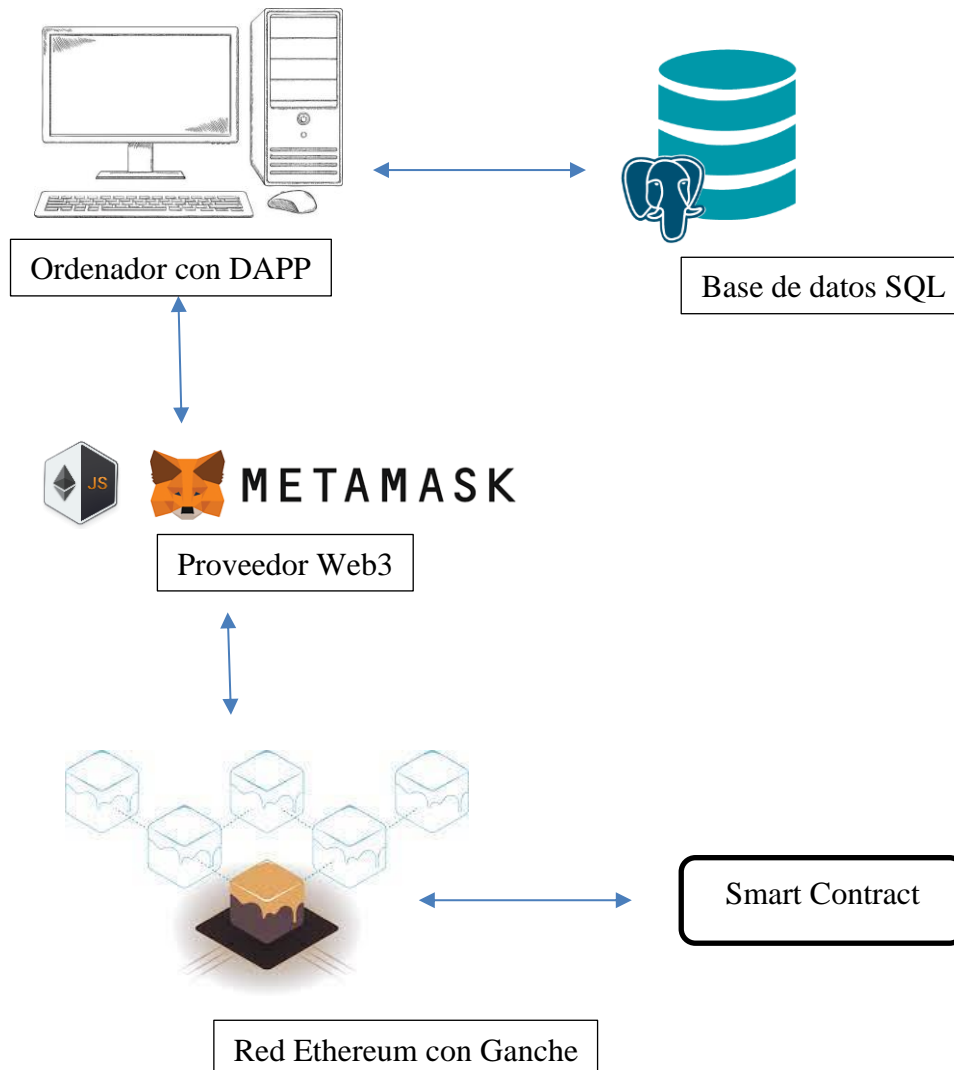 Ordenador con DAPP
Base de datos SQL
JS
METAMASK
Proveedor Web3
Smart Contract
Red Ethereum con Ganche